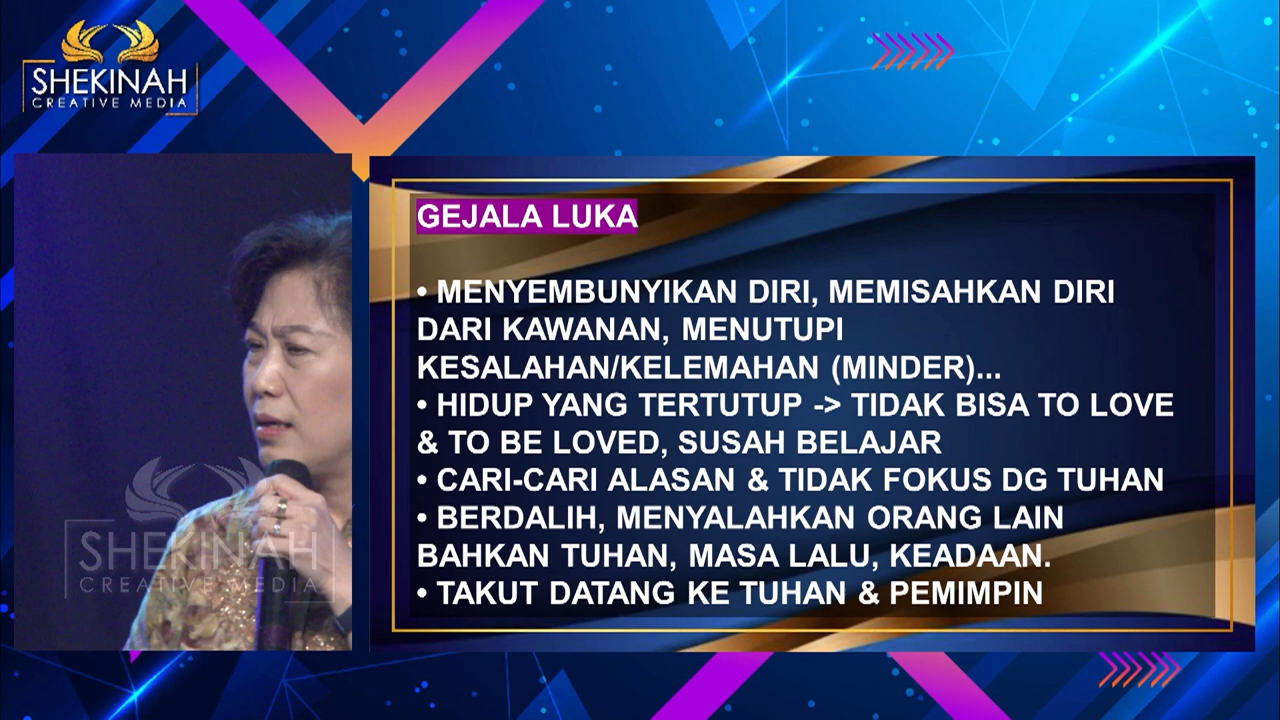 SHEKINAH
CREATIVE MEDIA
GEJALA LUKA
• MENYEMBUNYIKAN DIRI, MEMISAHKAN DIRI
DARI KAWANAN, MENUTUPI
KESALAHAN/KELEMAHAN (MINDER)...
• HIDUP YANG TERTUTUP -> TIDAK BISA TO LOVE
& TO BE LOVED, SUSAH BELAJAR
• CARI-CARI ALASAN & TIDAK FOKUS DG TUHAN
• BERDALIH, MENYALAHKAN ORANG LAIN
BAHKAN TUHAN, MASA LALU, KEADAAN.
• TAKUT DATANG KE TUHAN & PEMIMPIN
SHEKINAH
CREATIVE MEDIA